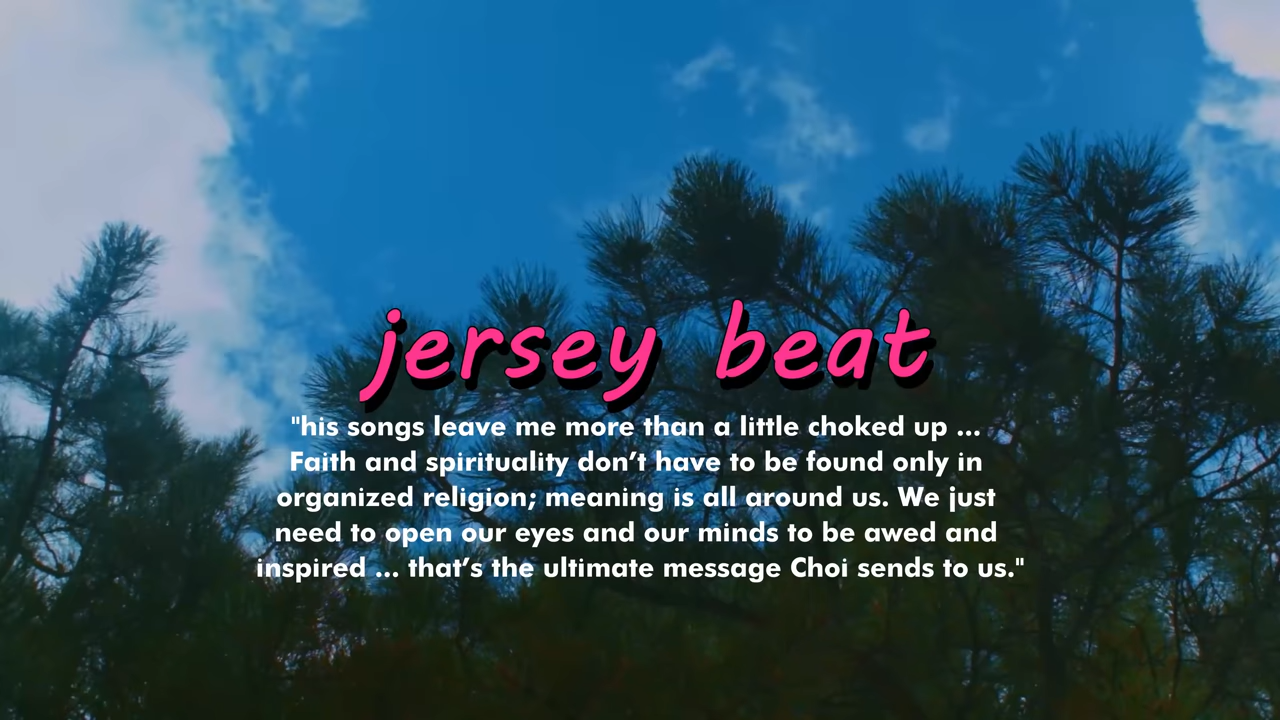 jersey beat
"his songs leave me more than a little choked up ...
Faith and spirituality don’t have to be found only in
organized religion; meaning is all around us. We just
need to open our eyes and our minds to be awed and
inspired ... that’s the ultimate message Choi sends to us."